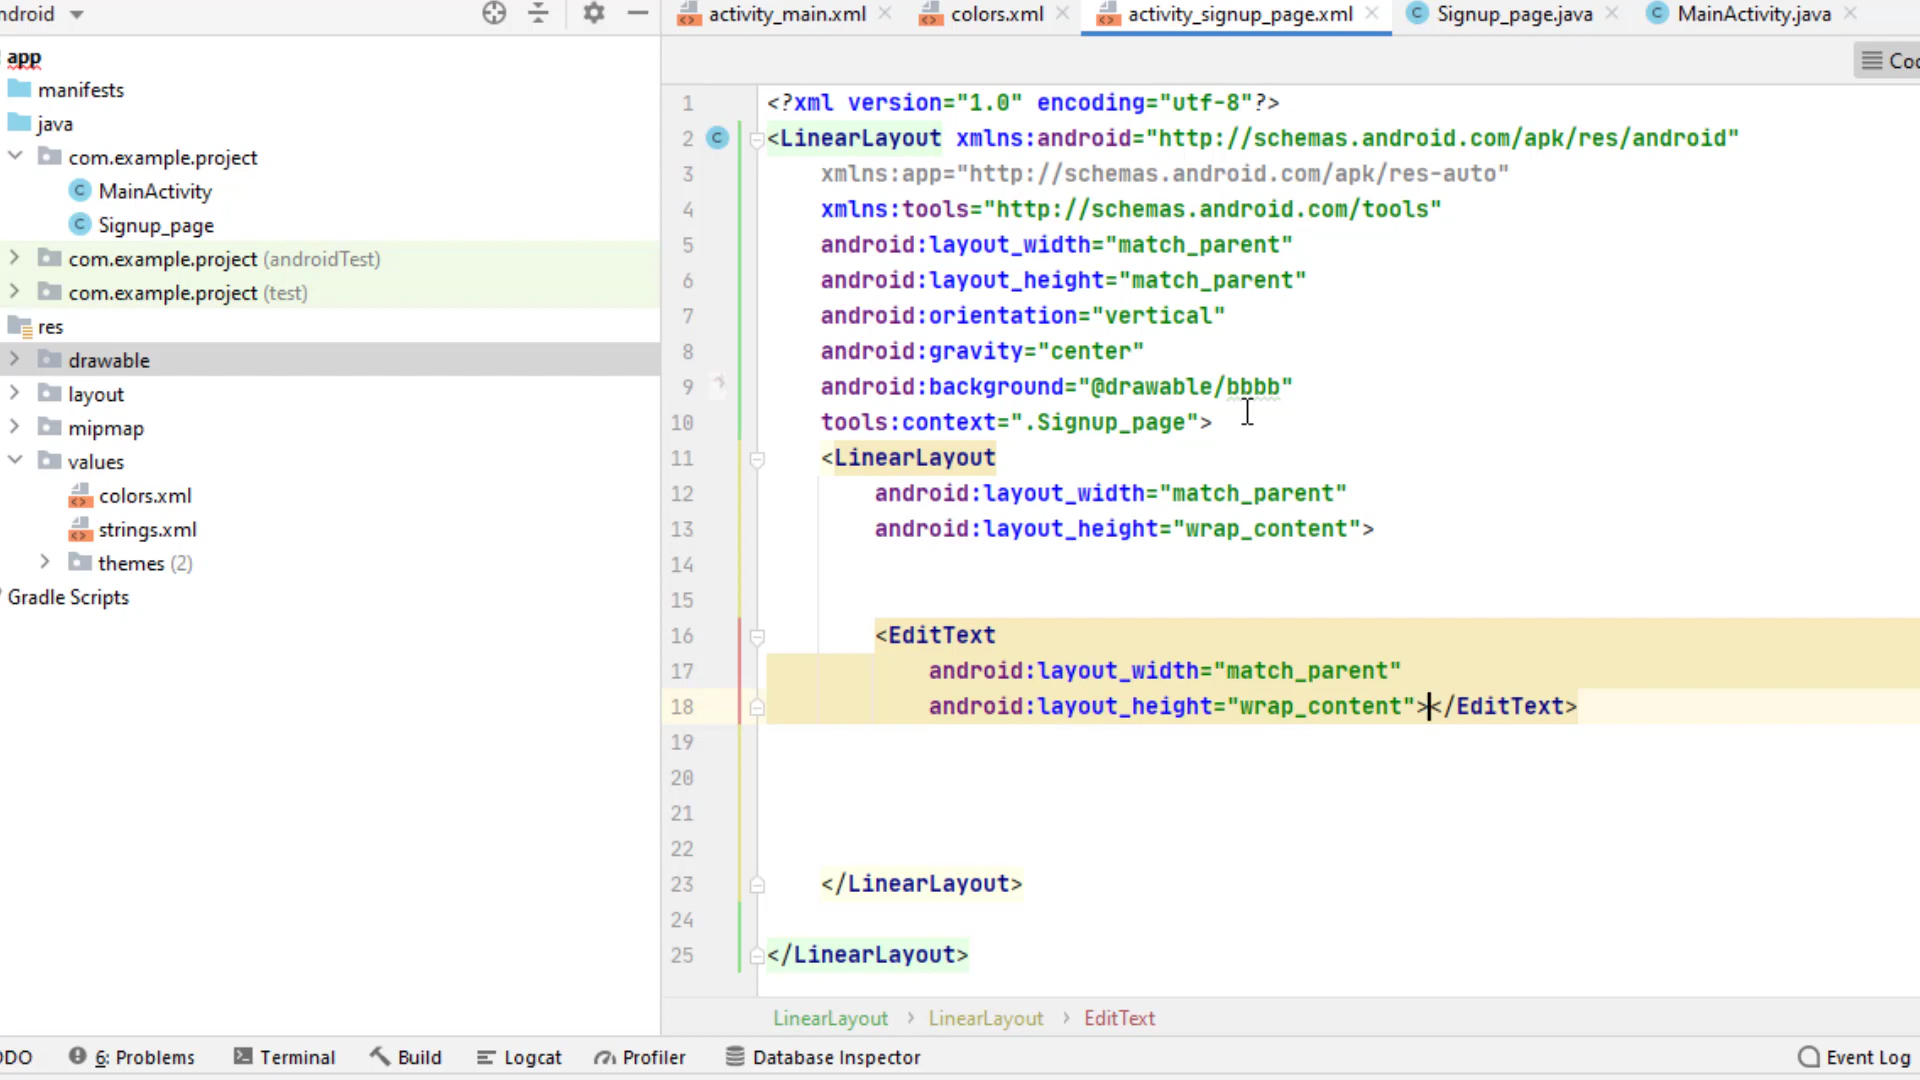 ndroid
activity_main.xml
colors.xml
activity_signup_page.xml
Signup_page.java
MainActivity.java
app
manifests
java
com.example.project
MainActivity
Signup_page
com.example.project (androidTest)
com.example.project (test)
res
drawable
layout
mipmap
values
colors.xml
strings.xml
themes (2)
Gradle Scripts
Coo
1 <?xml version="1.0" encoding="utf-8"?>
2 <LinearLayout xmlns:android="http://schemas.android.com/apk/res/android"
3 xmlns:app="http://schemas.android.com/apk/res-auto"
4 xmlns:tools="http://schemas.android.com/tools"
5 android:layout_width="match_parent"
6 android:layout_height="match_parent"
7 android:orientation="vertical"
8 android:gravity="center"
9 android:background="@drawable/bbbb"
10 tools:context=".Signup_page">
11 <LinearLayout
12 android:layout_width="match_parent"
13 android:layout_height="wrap_content">
14
15
16 <EditText
17 android:layout_width="match_parent"
18 android:layout_height="wrap_content"></EditText>
19
20
21
22
23 </LinearLayout>
24
25 </LinearLayout>
LinearLayout > LinearLayout > EditText
ODO
6: Problems
Terminal
Build
Logcat
Profiler
Database Inspector
Event Log